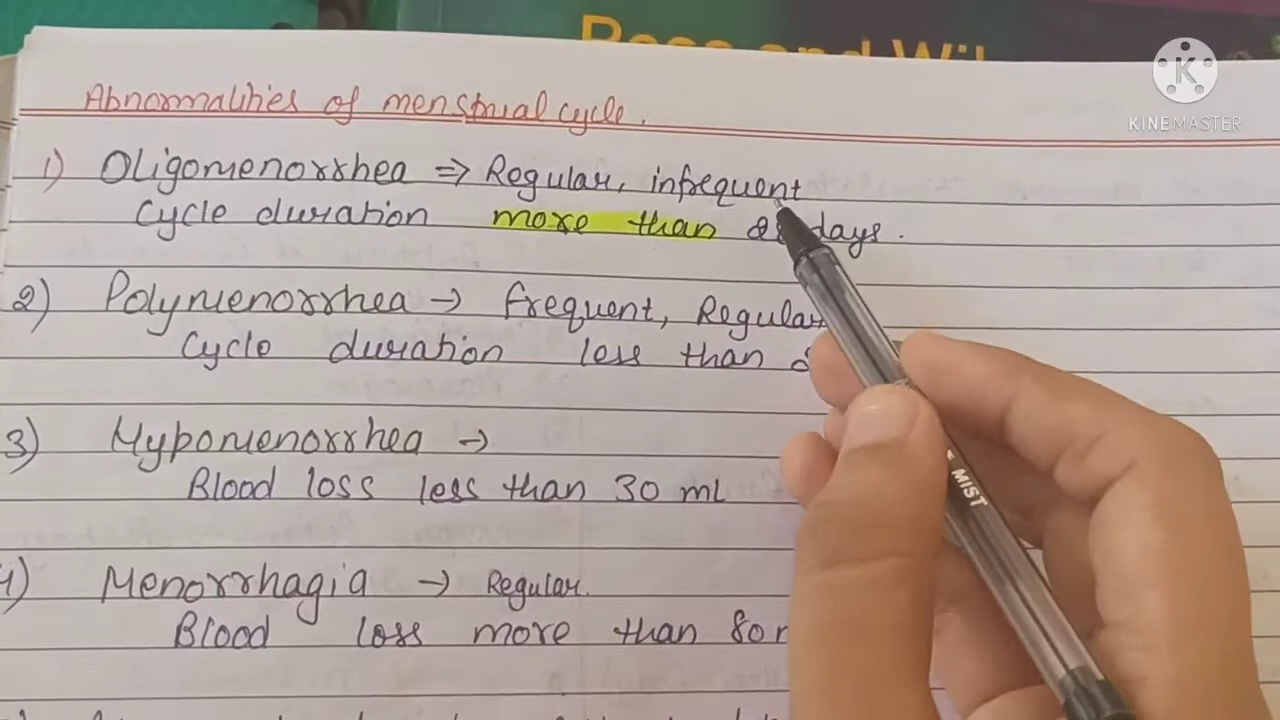 Abnormalities of menstrual cycle.
1) Oligomenorrhea ⇒ Regular, infrequent
Cycle duration more than days.
2) Polymenorrhea → frequent, Regular
Cycle duration less than
3) Hypomenorrhea →
Blood loss less than 30 mL
4) Menorrhagia → Regular.
Blood loss more than 80
K
KINEMASTER
MIST